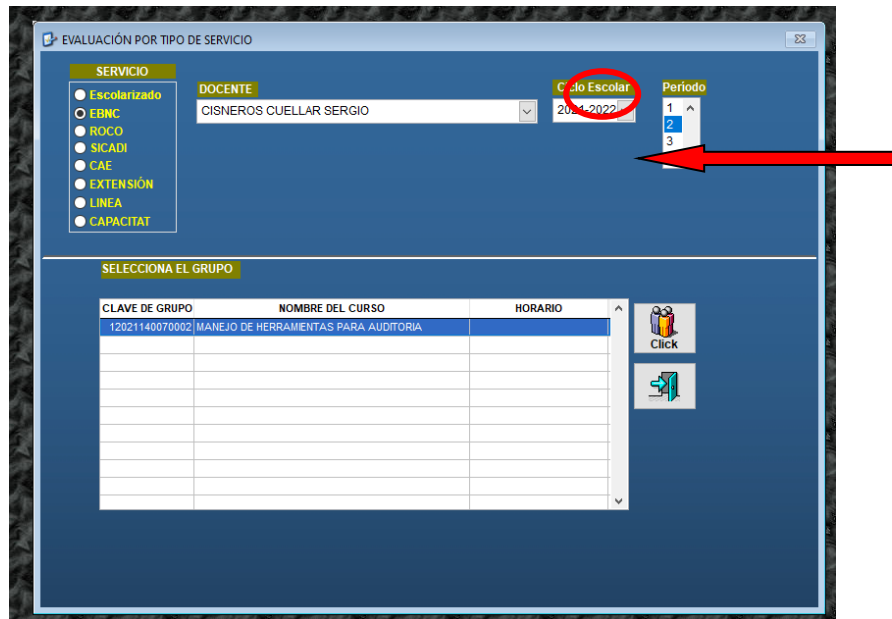 EVALUACIÓN POR TIPO DE SERVICIO
SERVICIO
Escolarizado
EBNC
ROCO
SICADI
CAE
EXTENSIÓN
LINEA
CAPACITAT
DOCENTE
CISNEROS CUELLAR SERGIO
Ciclo Escolar
2021-2022
Período
1
2
3
SELECCIONA EL GRUPO
CLAVE DE GRUPO NOMBRE DEL CURSO HORARIO
12021140070002 MANEJO DE HERRAMIENTAS PARA AUDITORIA
Click